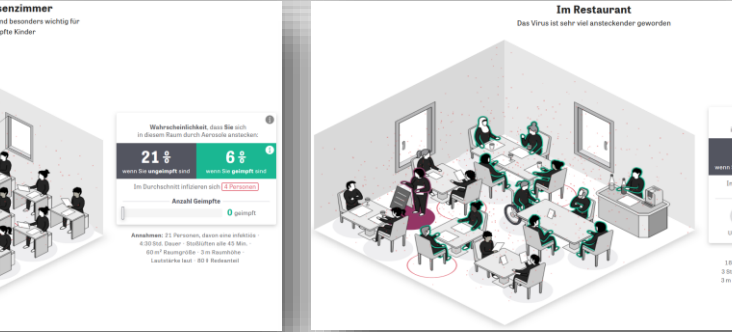 senzimmer
nd besonders wichtig für
pfte Kinder
Wahrscheinlichkeit, dass Sie sich
in diesem Raum durch Aerosole anstecken:
21 %
wenn Sie ungeimpft sind
6 %
wenn Sie geimpft sind
Im Durchschnitt infizieren sich 4 Personen
Anzahl Geimpfte
0 geimpft
Annahmen: 21 Personen, davon eine infektiös ·
4:30 Std. Dauer · Stoßlüften alle 45 Min. ·
60 m² Raumgröße · 3 m Raumhöhe ·
Lautstärke laut · 80 % Redeanteil
Im Restaurant
Das Virus ist sehr viel ansteckender geworden
wenn
Im
U
3 St
3 m